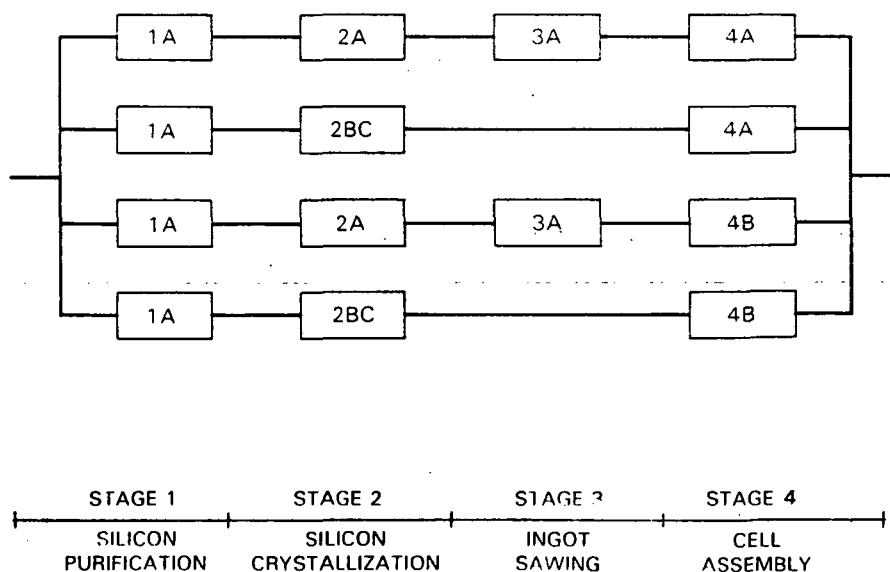 1A 2A 3A 4A
1A 2BC 4A
1A 2A 3A 4B
1A 2BC 4B
STAGE 1 STAGE 2 STAGE 3 STAGE 4
SILICON SILICON INGOT CELL
PURIFICATION CRYSTALLIZATION SAWING ASSEMBLY